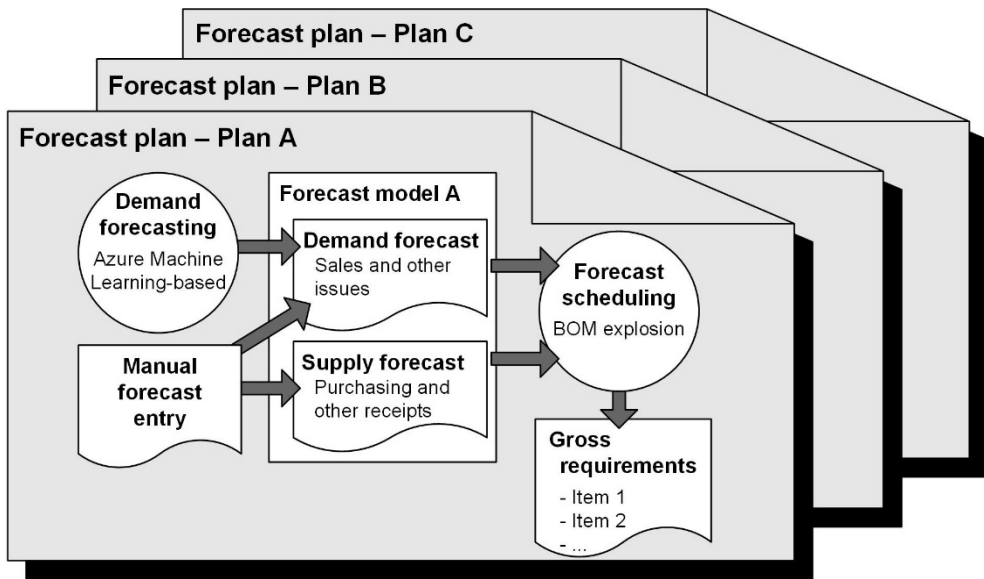 Forecast plan – Plan C
Forecast plan – Plan B
Forecast plan – Plan A
Demand
forecasting
Azure Machine
Learning-based
Manual
forecast
entry
Forecast model A
Demand forecast
Sales and other
issues
Supply forecast
Purchasing and
other receipts
Forecast
scheduling
BOM explosion
Gross
requirements
- Item 1
- Item 2
- ...